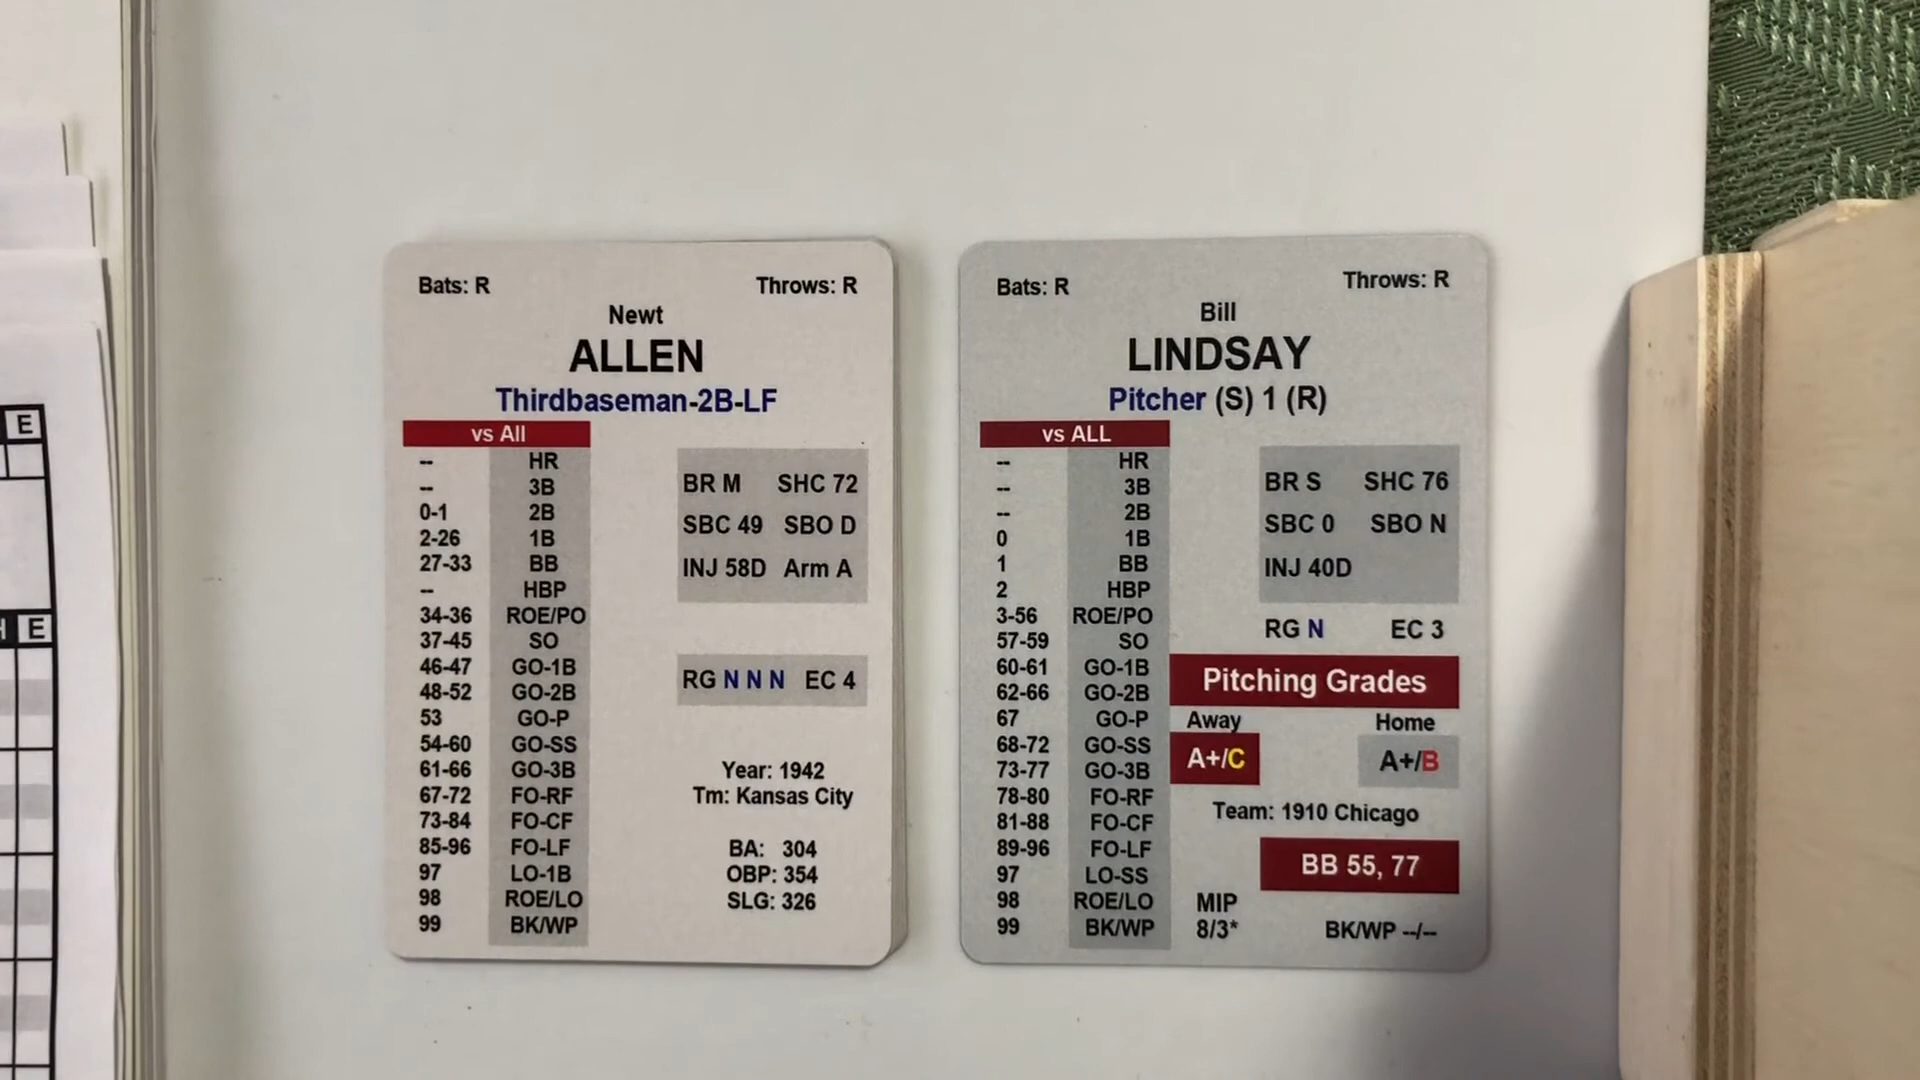 E
E
Bats: R Throws: R
Newt
ALLEN
Thirdbaseman-2B-LF
vs All
-- HR
-- 3B
0-1 2B
2-26 1B
27-33 BB
-- HBP
34-36 ROE/PO
37-45 SO
46-47 GO-1B
48-52 GO-2B
53 GO-P
54-60 GO-SS
61-66 GO-3B
67-72 FO-RF
73-84 FO-CF
85-96 FO-LF
97 LO-1B
98 ROE/LO
99 BK/WP
BR M SHC 72
SBC 49 SBO D
INJ 58D Arm A
RG N N N EC 4
Year: 1942
Tm: Kansas City
BA: 304
OBP: 354
SLG: 326
Bats: R Throws: R
Bill
LINDSAY
Pitcher (S) 1 (R)
vs ALL
-- HR
-- 3B
-- 2B
0 1B
1 BB
2 HBP
3-56 ROE/PO
57-59 SO
60-61 GO-1B
62-66 GO-2B
67 GO-P
68-72 GO-SS
73-77 GO-3B
78-80 FO-RF
81-88 FO-CF
89-96 FO-LF
97 LO-SS
98 ROE/LO
99 BK/WP
BR S SHC 76
SBC 0 SBO N
INJ 40D
RG N EC 3
Pitching Grades
Away Home
A+/C A+/B
Team: 1910 Chicago
BB 55, 77
MIP
8/3* BK/WP --/--